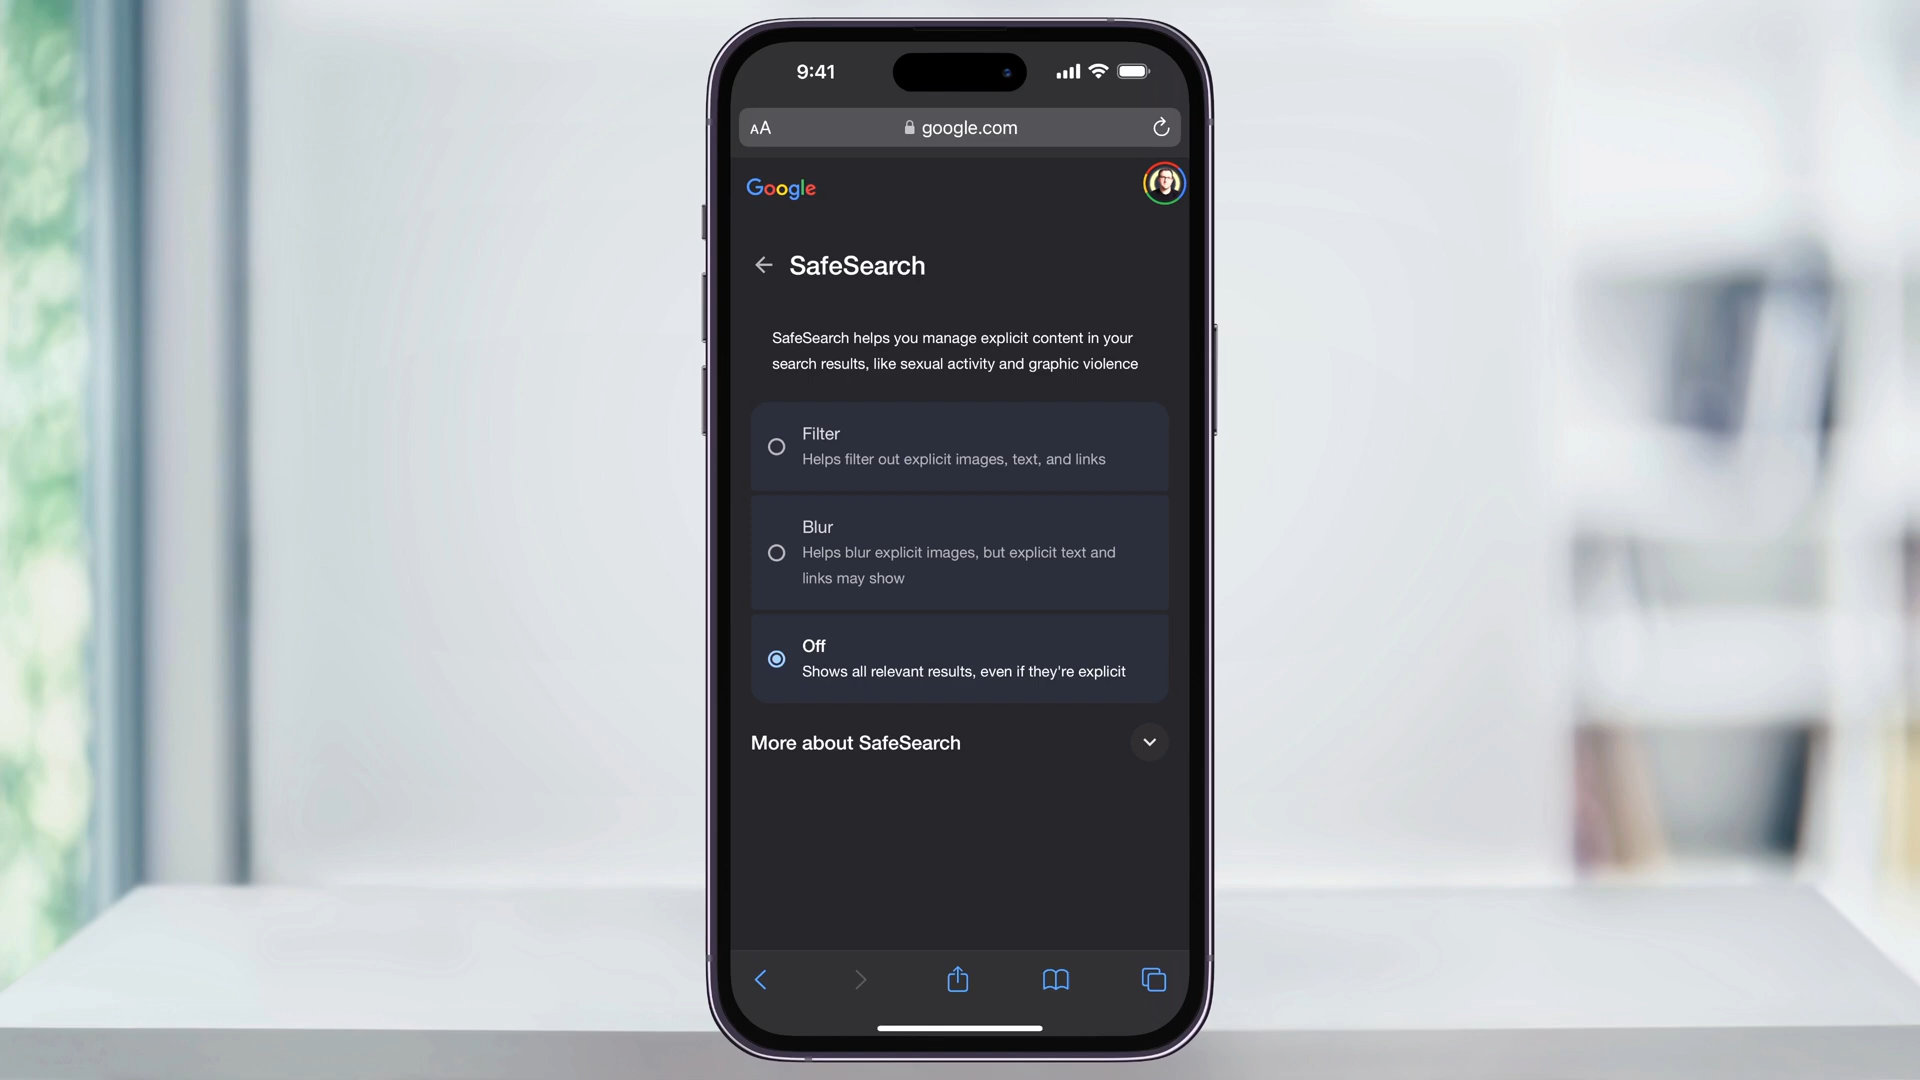 9:41
AA
google.com
Google
SafeSearch
SafeSearch helps you manage explicit content in your
search results, like sexual activity and graphic violence
Filter
Helps filter out explicit images, text, and links
Blur
Helps blur explicit images, but explicit text and
links may show
Off
Shows all relevant results, even if they're explicit
More about SafeSearch